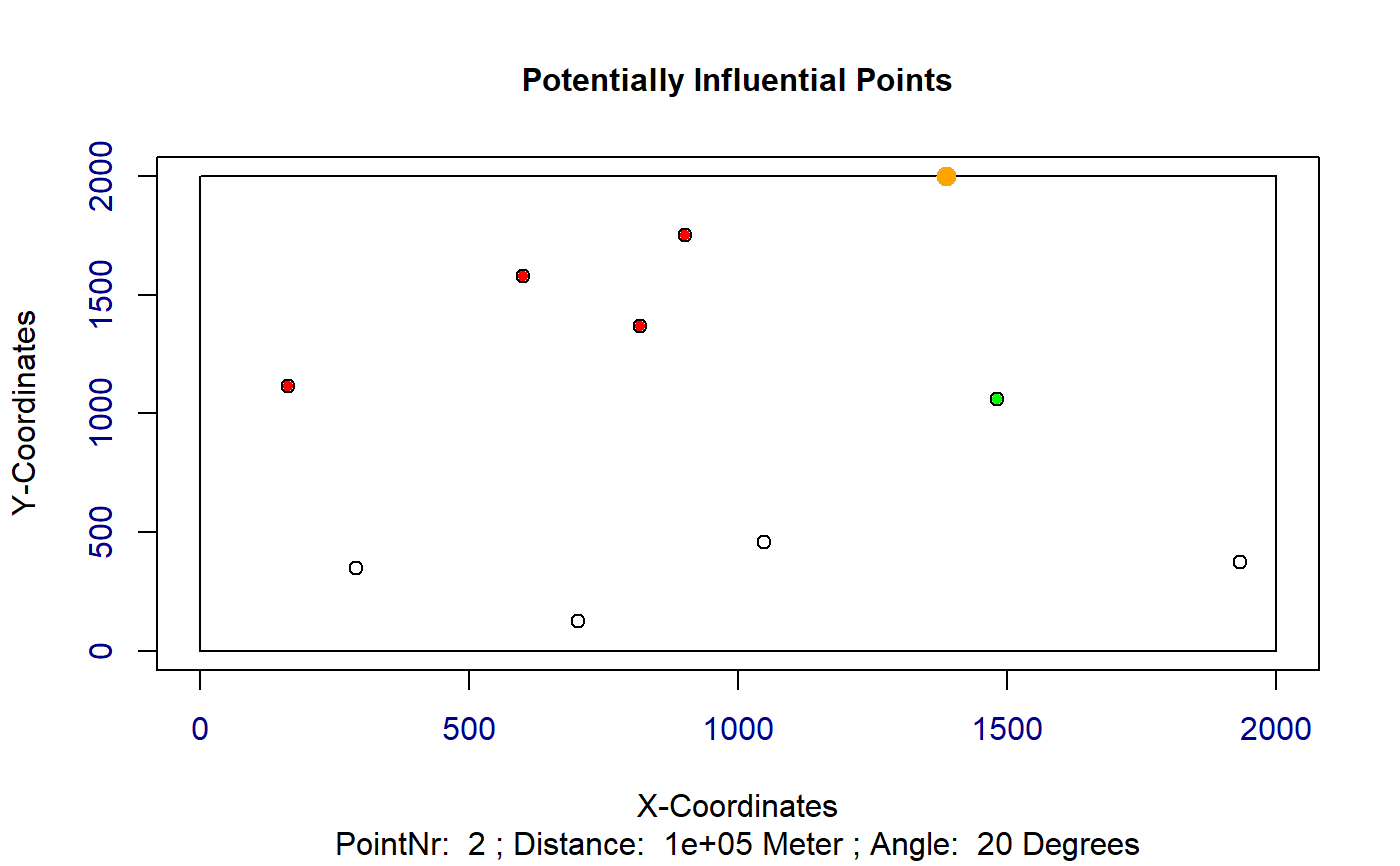 Potentially Influential Points
2000
1500
1000
500
0
Y-Coordinates
0 500 1000 1500 2000
X-Coordinates
PointNr:  2 ; Distance:  1e+05 Meter ; Angle:  20 Degrees